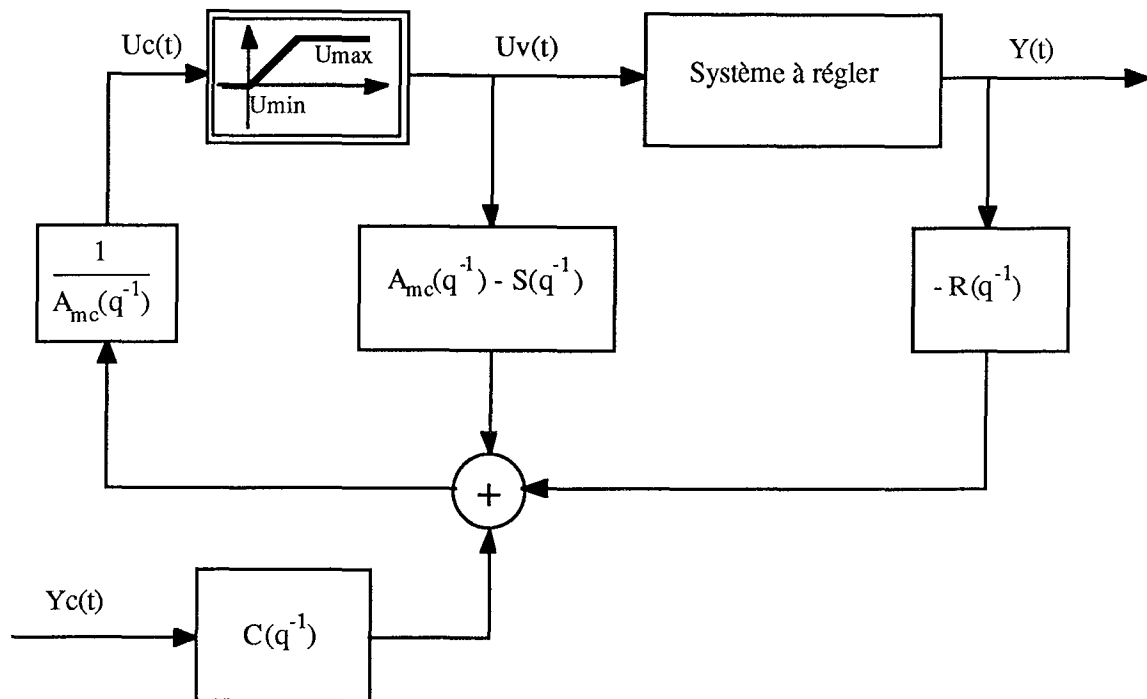 Uc(t)
Umax
Umin
Uv(t)
Système à régler
Y(t)
1
A_mc(q^-1)
A_mc(q^-1) - S(q^-1)
- R(q^-1)
+
Yc(t)
C(q^-1)